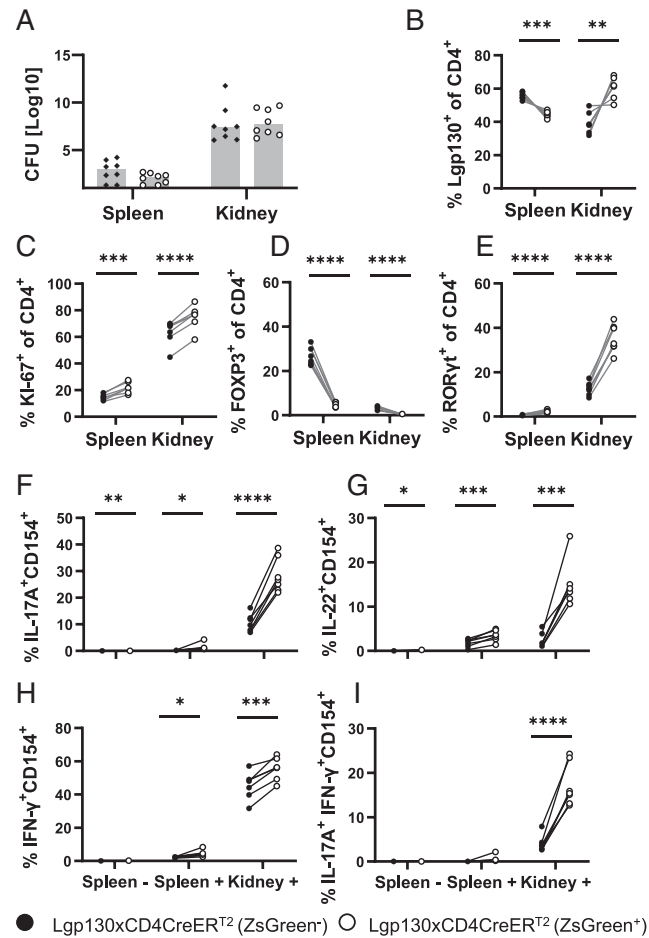 A
CFU [Log10]
15
10
5
Spleen Kidney
B
% Lgp130⁺ of CD4⁺
*** **
80
60
40
20
0
Spleen Kidney
C
% KI-67⁺ of CD4⁺
*** ****
100
80
60
40
20
0
Spleen Kidney
D
% FOXP3⁺ of CD4⁺
**** ****
60
40
20
0
Spleen Kidney
E
% RORγt⁺ of CD4⁺
**** ****
60
40
20
0
Spleen Kidney
F
% IL-17A⁺CD154⁺
** * ****
50
40
30
20
10
0
G
% IL-22⁺CD154⁺
* *** ***
30
20
10
0
H
% IFN-γ⁺CD154⁺
* ***
80
60
40
20
0
Spleen - Spleen + Kidney +
I
% IL-17A⁺ IFN-γ⁺CD154⁺
****
30
20
10
0
Spleen - Spleen + Kidney +
Lgp130xCD4CreERᵀ² (ZsGreen⁻) Lgp130xCD4CreERᵀ² (ZsGreen⁺)